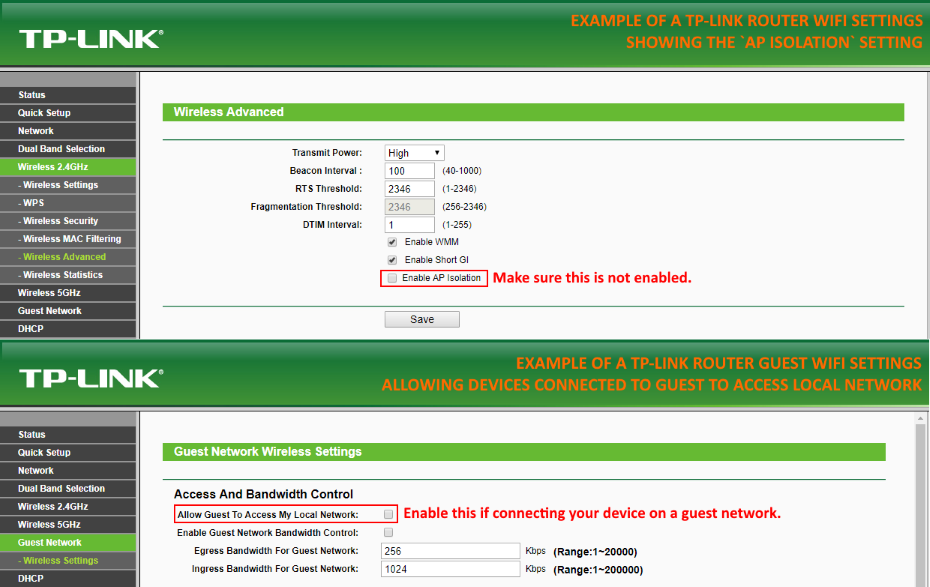 TP-LINK®
EXAMPLE OF A TP-LINK ROUTER WIFI SETTINGS
SHOWING THE `AP ISOLATION` SETTING
Status
Quick Setup
Network
Dual Band Selection
Wireless 2.4GHz
- Wireless Settings
- WPS
- Wireless Security
- Wireless MAC Filtering
- Wireless Advanced
- Wireless Statistics
Wireless 5GHz
Guest Network
DHCP
Wireless Advanced
Transmit Power: High
Beacon Interval : 100 (40-1000)
RTS Threshold: 2346 (1-2346)
Fragmentation Threshold: 2346 (256-2346)
DTIM Interval: 1 (1-255)
Enable WMM
Enable Short GI
Enable AP Isolation Make sure this is not enabled.
Save
TP-LINK®
EXAMPLE OF A TP-LINK ROUTER GUEST WIFI SETTINGS
ALLOWING DEVICES CONNECTED TO GUEST TO ACCESS LOCAL NETWORK
Status
Quick Setup
Network
Dual Band Selection
Wireless 2.4GHz
Wireless 5GHz
Guest Network
- Wireless Settings
DHCP
Guest Network Wireless Settings
Access And Bandwidth Control
Allow Guest To Access My Local Network: Enable this if connecting your device on a guest network.
Enable Guest Network Bandwidth Control:
Egress Bandwidth For Guest Network: 256 Kbps (Range:1~20000)
Ingress Bandwidth For Guest Network: 1024 Kbps (Range:1~200000)